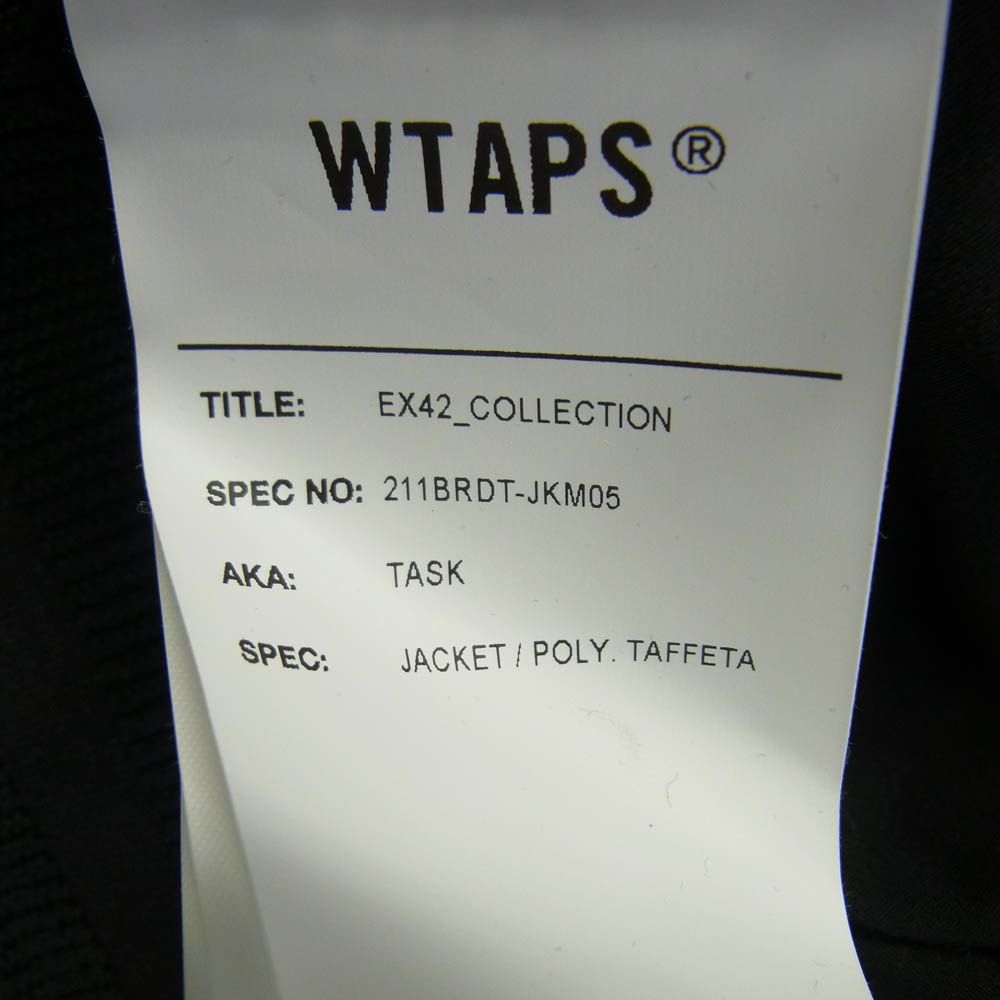 WTAPS®
TITLE: EX42_COLLECTION
SPEC NO: 211BRDT-JKM05
AKA: TASK
SPEC: JACKET / POLY. TAFFETA